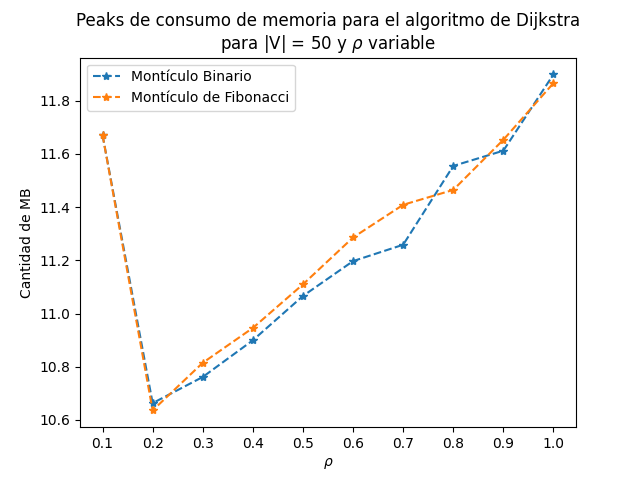 Peaks de consumo de memoria para el algoritmo de Dijkstra
para |V| = 50 y ρ variable
Montículo Binario
Montículo de Fibonacci
Cantidad de MB
11.8
11.6
11.4
11.2
11.0
10.8
10.6
0.1 0.2 0.3 0.4 0.5 0.6 0.7 0.8 0.9 1.0
ρ